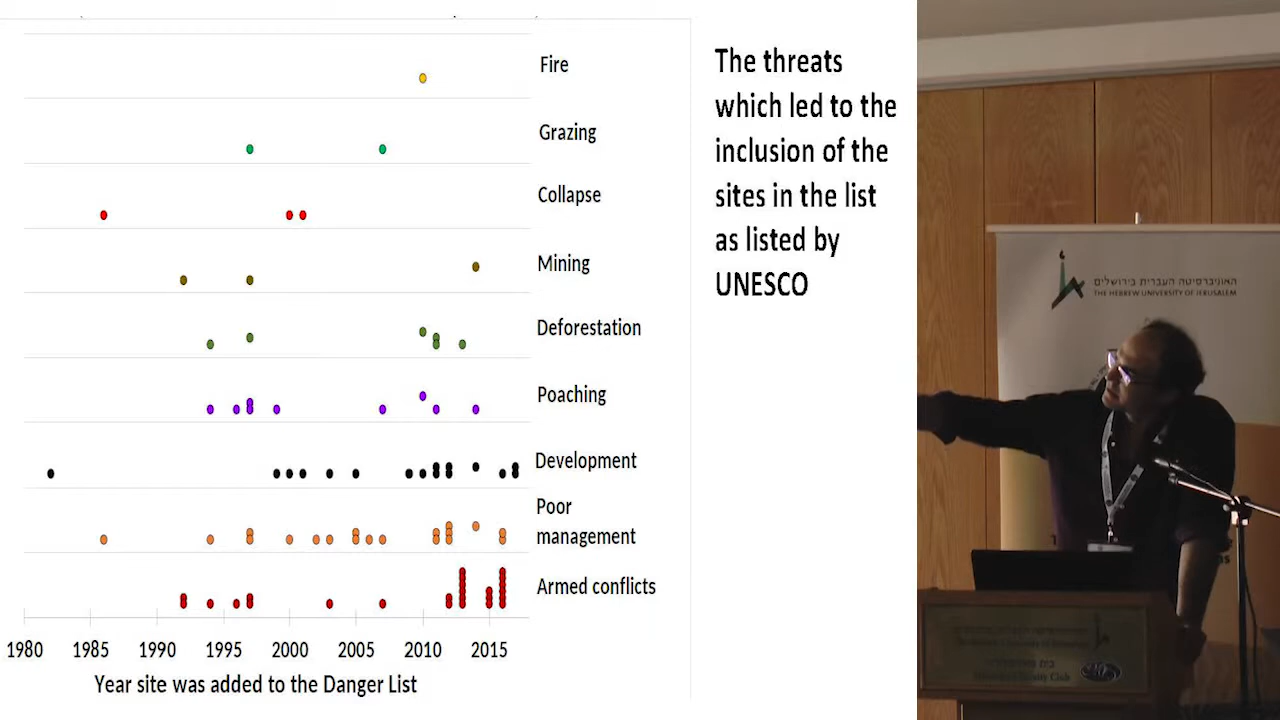 Fire
Grazing
Collapse
Mining
Deforestation
Poaching
Development
Poor
management
Armed conflicts
1980 1985 1990 1995 2000 2005 2010 2015
Year site was added to the Danger List
The threats
which led to the
inclusion of the
sites in the list
as listed by
UNESCO
האוניברסיטה העברית בירושלים
THE HEBREW UNIVERSITY OF JERUSALEM